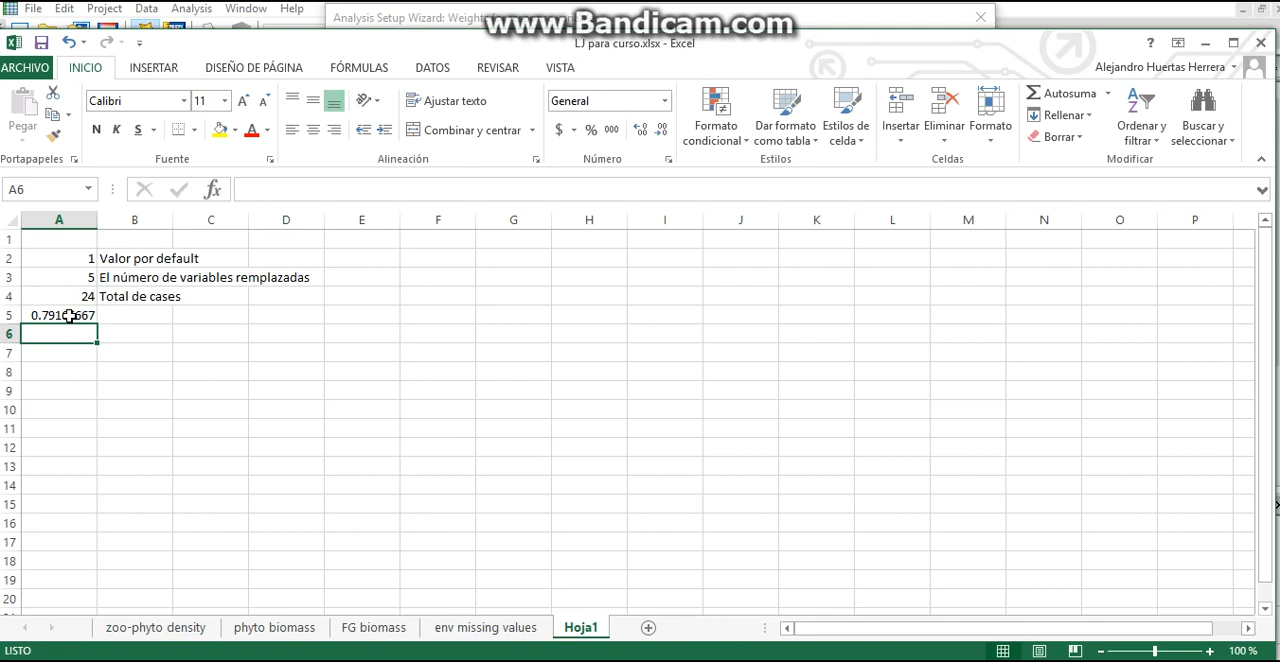 File Edit Project Data Analysis Window Help
Analysis Setup Wizard: Weight
www.Bandicam.com
LJ para curso.xlsx - Excel
ARCHIVO INICIO INSERTAR DISEÑO DE PÁGINA FÓRMULAS DATOS REVISAR VISTA
Alejandro Huertas Herrera
Pegar
Calibri 11
N K S
Ajustar texto
Combinar y centrar
General
$ % 000
Formato condicional
Dar formato como tabla
Estilos de celda
Insertar
Eliminar
Formato
Autosuma
Rellenar
Borrar
Ordenar y filtrar
Buscar y seleccionar
Portapapeles Fuente Alineación Número Estilos Celdas Modificar
A6
fx
A B C D E F G H I J K L M N O P
1
2 1 Valor por default
3 5 El número de variables remplazadas
4 24 Total de cases
5
6
7
8
9
10
11
12
13
14
15
16
17
18
19
20
zoo-phyto density phyto biomass FG biomass env missing values Hoja1
LISTO
100 %